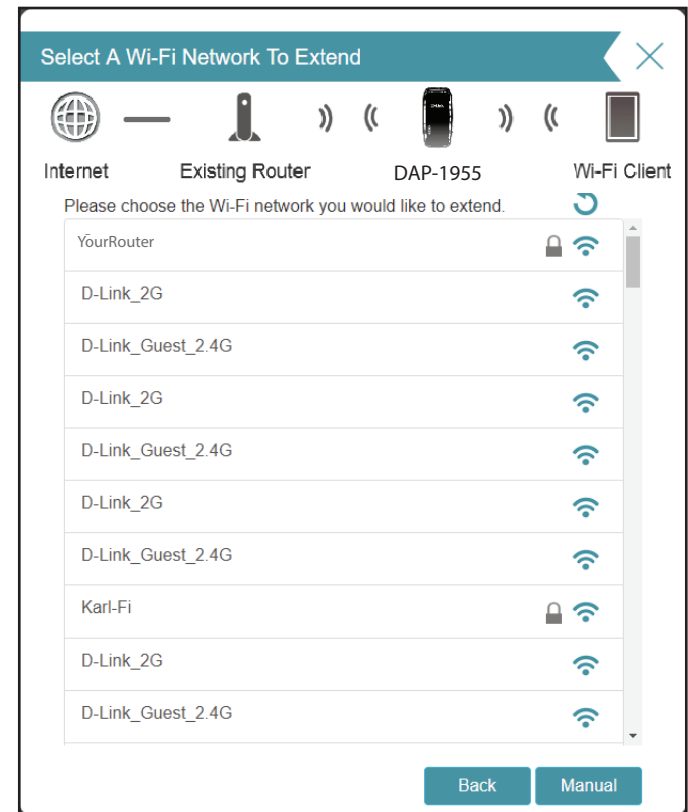 Select A Wi-Fi Network To Extend
Internet Existing Router DAP-1955 Wi-Fi Client
Please choose the Wi-Fi network you would like to extend.
YourRouter
D-Link_2G
D-Link_Guest_2.4G
D-Link_2G
D-Link_Guest_2.4G
D-Link_2G
D-Link_Guest_2.4G
Karl-Fi
D-Link_2G
D-Link_Guest_2.4G
Back Manual